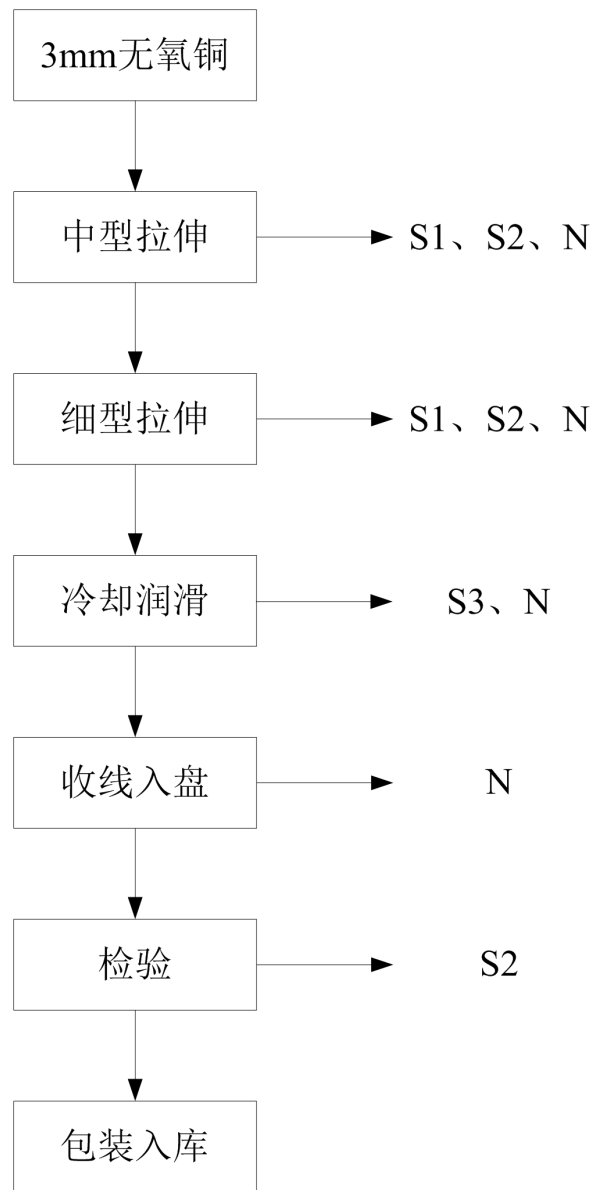 3mm无氧铜
中型拉伸
S1、S2、N
细型拉伸
S1、S2、N
冷却润滑
S3、N
收线入盘
N
检验
S2
包装入库